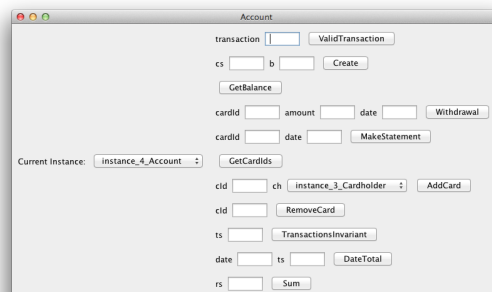 Account
transaction ValidTransaction
cs b Create
GetBalance
cardId amount date Withdrawal
cardId date MakeStatement
Current Instance: instance_4_Account GetCardIds
cId ch instance_3_Cardholder AddCard
cId RemoveCard
ts TransactionsInvariant
date ts DateTotal
rs Sum